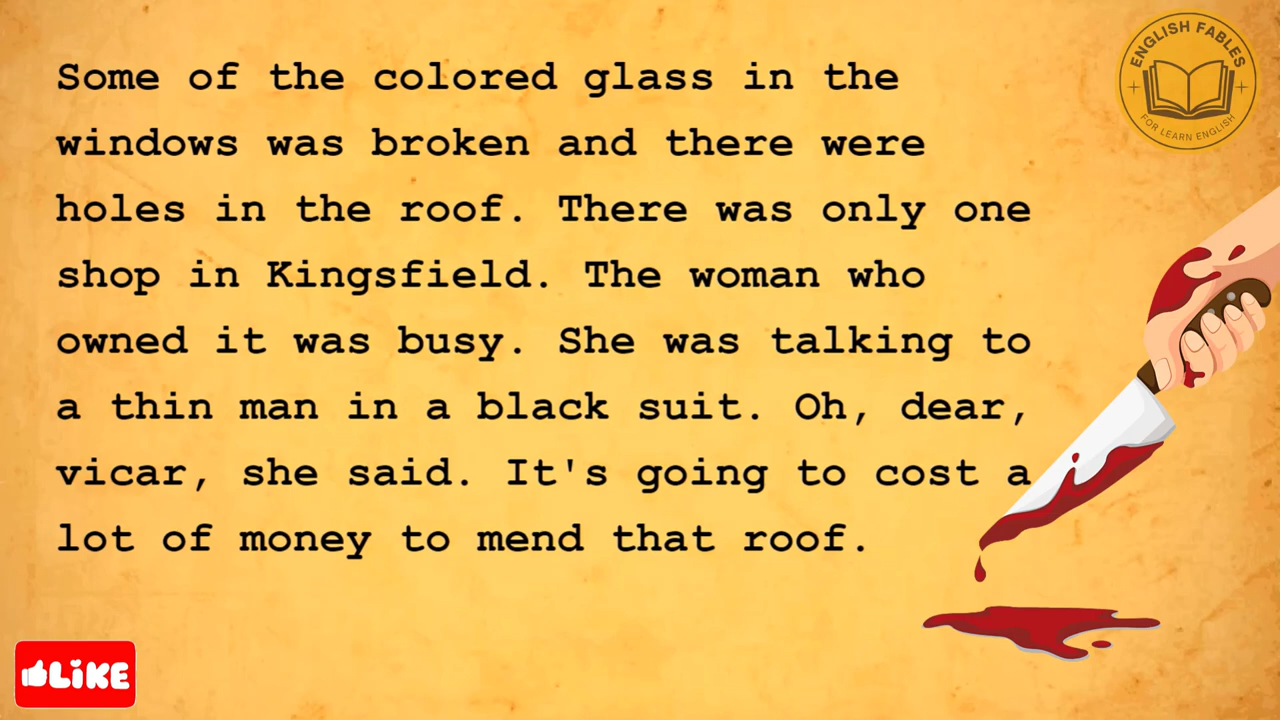 Some of the colored glass in the
windows was broken and there were
holes in the roof. There was only one
shop in Kingsfield. The woman who
owned it was busy. She was talking to
a thin man in a black suit. Oh, dear,
vicar, she said. It's going to cost a
lot of money to mend that roof.
ENGLISH FABLES
FOR LEARN ENGLISH
LIKE